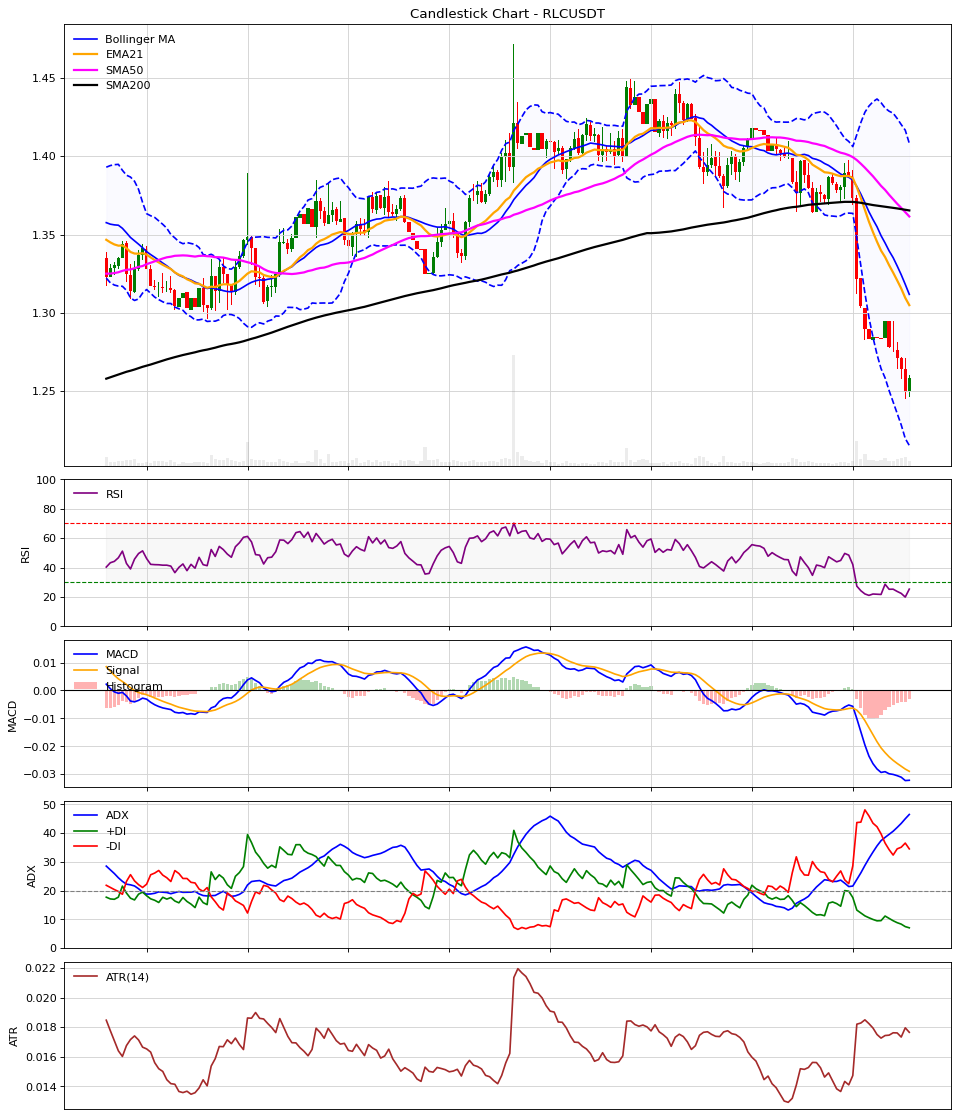 Candlestick Chart - RLCUSDT
Bollinger MA
EMA21
SMA50
SMA200
1.45
1.40
1.35
1.30
1.25
RSI
RSI
100
80
60
40
20
0
MACD
Signal
Histogram
MACD
0.01
0.00
−0.01
−0.02
−0.03
ADX
+DI
-DI
ADX
50
40
30
20
10
0
ATR(14)
ATR
0.022
0.020
0.018
0.016
0.014